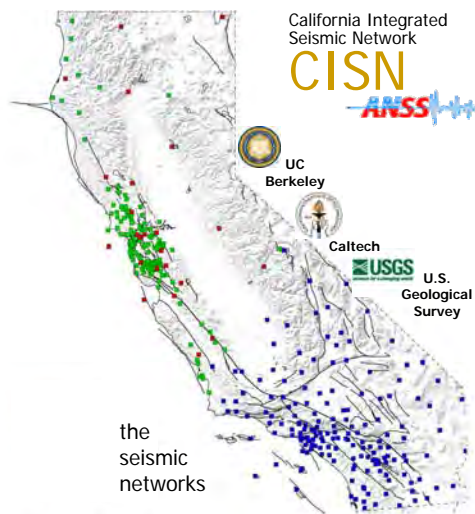 California Integrated
Seismic Network
CISN
ANSS
UC
Berkeley
Caltech
USGS
U.S.
Geological
Survey
the
seismic
networks